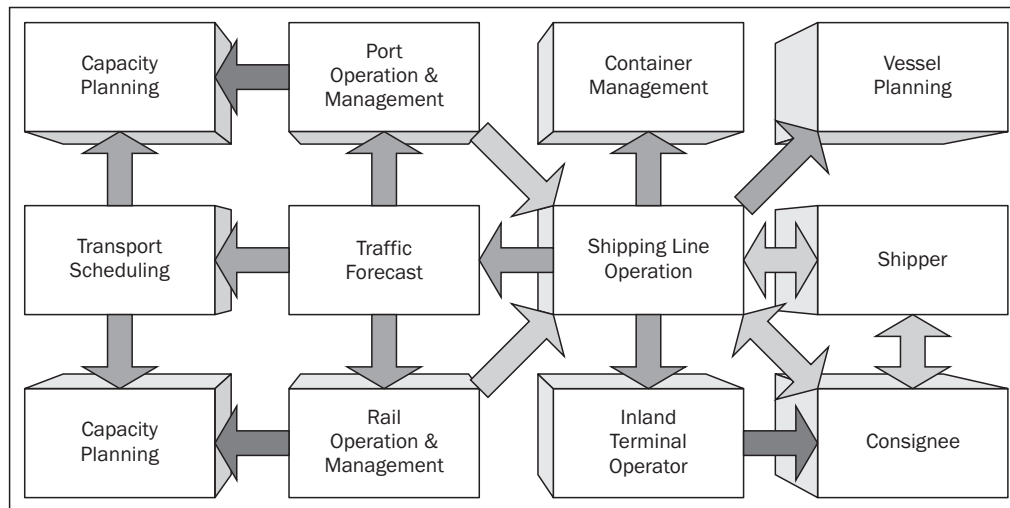 Capacity
Planning
Port
Operation &
Management
Container
Management
Vessel
Planning
Transport
Scheduling
Traffic
Forecast
Shipping Line
Operation
Shipper
Capacity
Planning
Rail
Operation &
Management
Inland
Terminal
Operator
Consignee